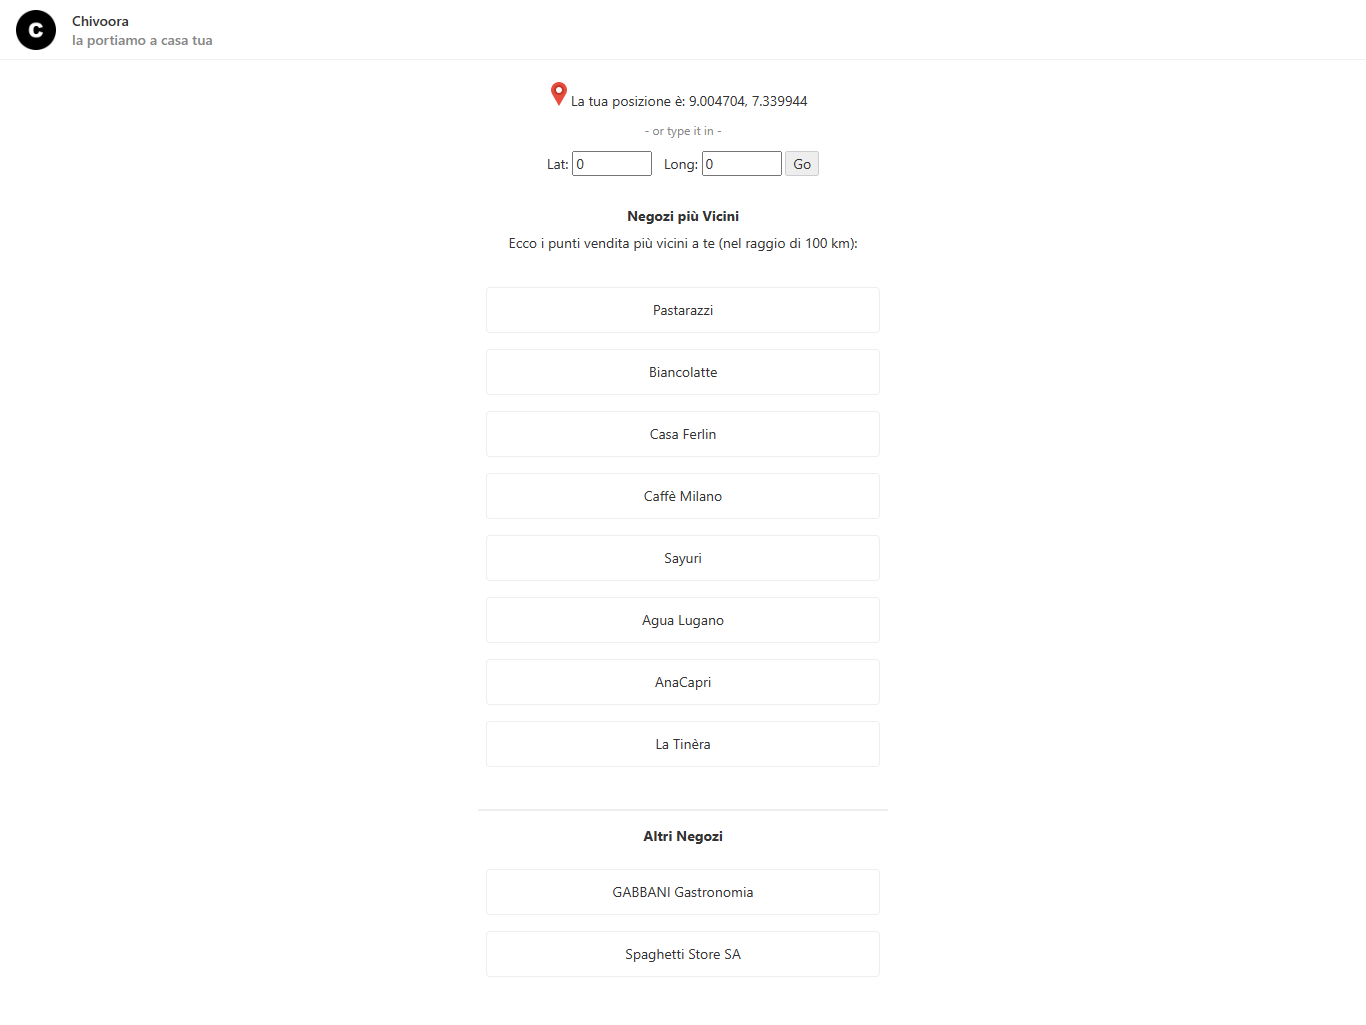 Chivoora
la portiamo a casa tua
La tua posizione è: 9.004704, 7.339944
- or type it in -
Lat: 0 Long: 0 Go
Negozi più Vicini
Ecco i punti vendita più vicini a te (nel raggio di 100 km):
Pastarazzi
Biancolatte
Casa Ferlin
Caffè Milano
Sayuri
Agua Lugano
AnaCapri
La Tinèra
Altri Negozi
GABBANI Gastronomia
Spaghetti Store SA